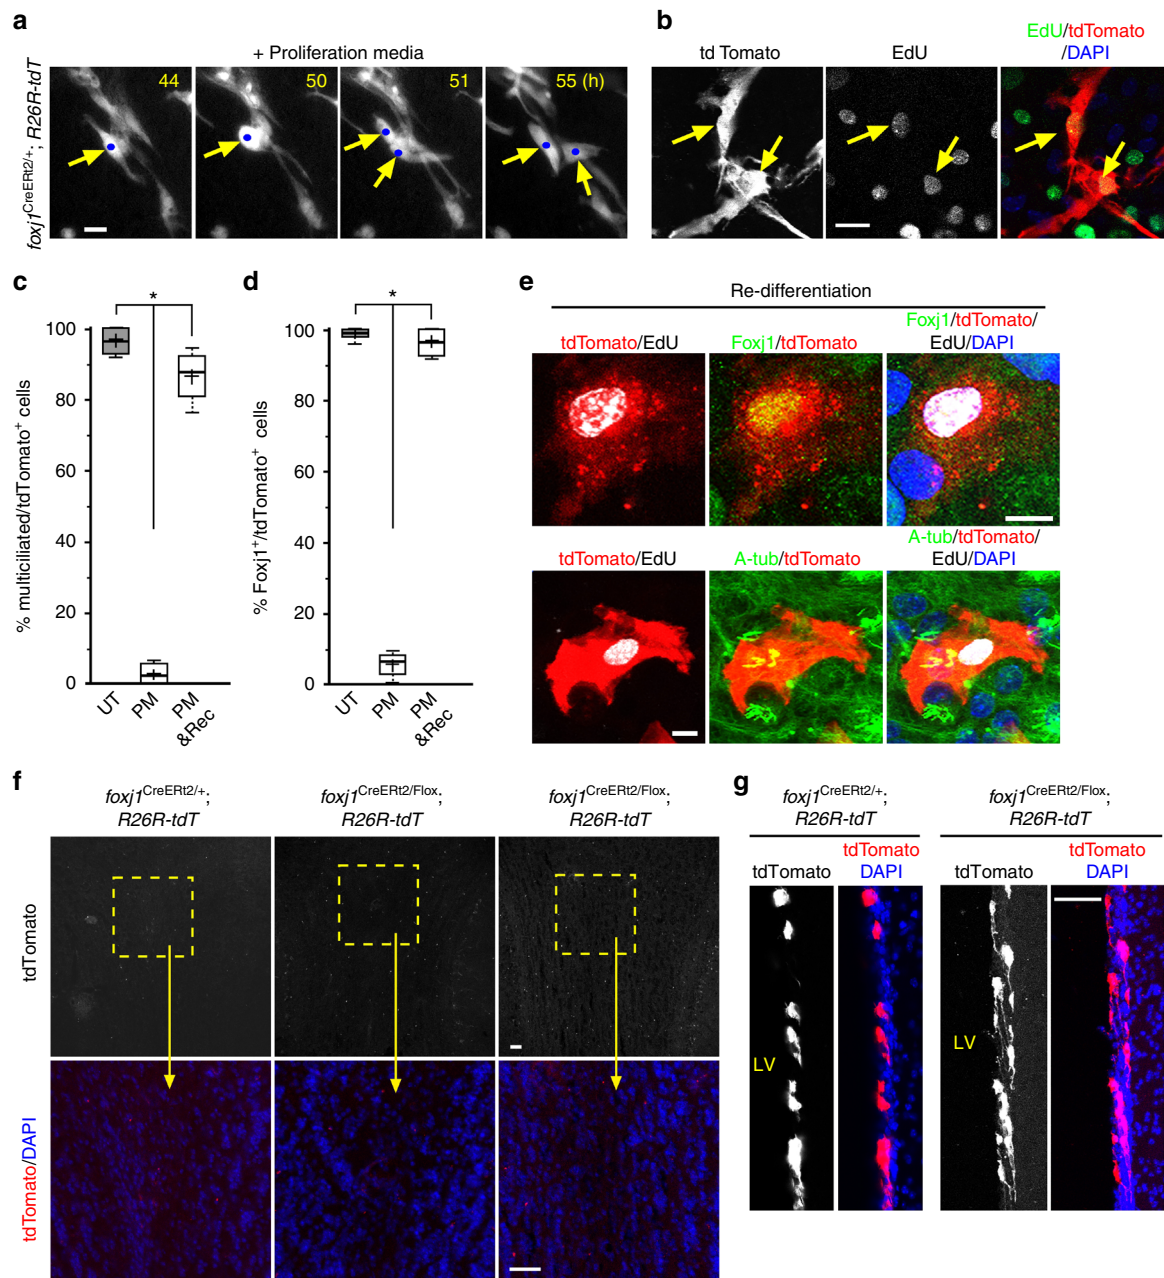 a
+ Proliferation media
foxj1CreERt2/+; R26R-tdT
44
50
51
55 (h)
b
td Tomato
EdU
EdU/tdTomato
/DAPI
c
*
% multiciliated/tdTomato+ cells
100
80
60
40
20
0
UT
PM
PM
&Rec
d
*
% Foxj1+/tdTomato+ cells
100
80
60
40
20
0
UT
PM
PM
&Rec
e
Re-differentiation
tdTomato/EdU
Foxj1/tdTomato
Foxj1/tdTomato/
EdU/DAPI
tdTomato/EdU
A-tub/tdTomato
A-tub/tdTomato/
EdU/DAPI
f
foxj1CreERt2/+;
R26R-tdT
foxj1CreERt2/Flox;
R26R-tdT
foxj1CreERt2/Flox;
R26R-tdT
tdTomato
tdTomato/DAPI
g
foxj1CreERt2/+;
R26R-tdT
foxj1CreERt2/Flox;
R26R-tdT
tdTomato
tdTomato
DAPI
tdTomato
tdTomato
DAPI
LV
LV